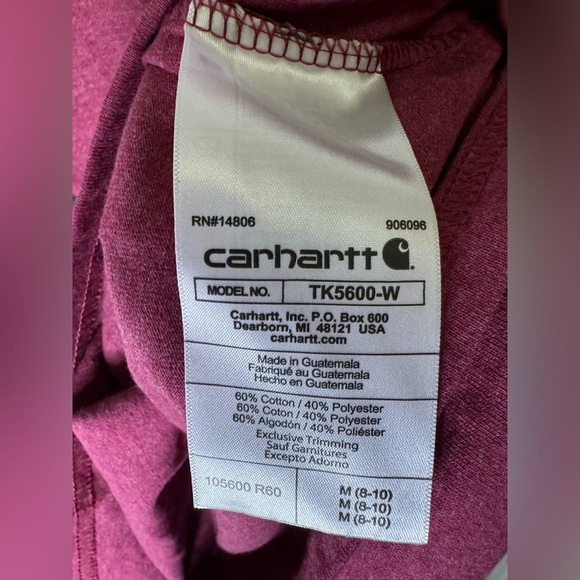 RN#14806 906096
carhartt
MODEL NO. TK5600-W
Carhartt, Inc. P.O. Box 600
Dearborn, MI 48121 USA
carhartt.com
Made in Guatemala
Fabriqué au Guatemala
Hecho en Guatemala
60% Cotton / 40% Polyester
60% Coton / 40% Polyester
60% Algodón / 40% Poliéster
Exclusive Trimming
Sauf Garnitures
Excepto Adorno
105600 R60
M (8-10)
M (8-10)
M (8-10)